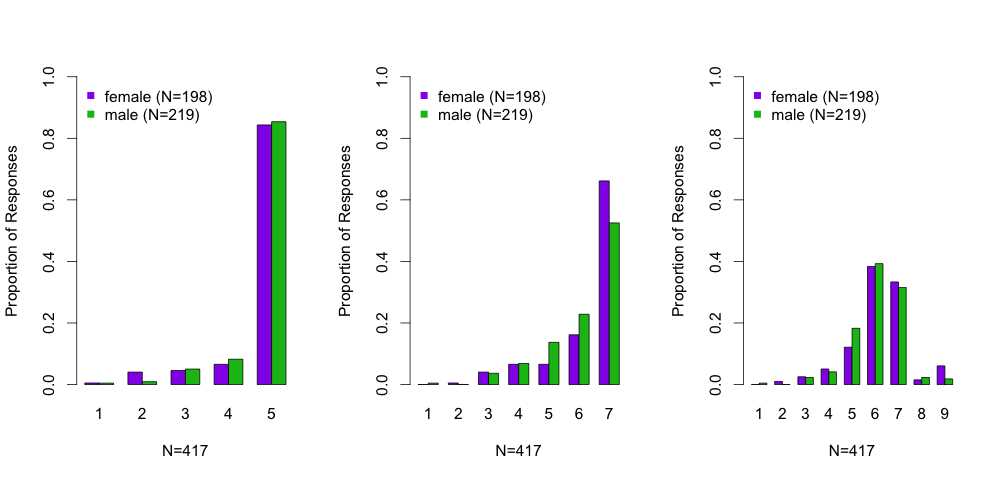 Proportion of Responses
1.0
0.8
0.6
0.4
0.2
0.0
female (N=198)
male (N=219)
1 2 3 4 5
N=417
Proportion of Responses
1.0
0.8
0.6
0.4
0.2
0.0
female (N=198)
male (N=219)
1 2 3 4 5 6 7
N=417
Proportion of Responses
1.0
0.8
0.6
0.4
0.2
0.0
female (N=198)
male (N=219)
1 2 3 4 5 6 7 8 9
N=417